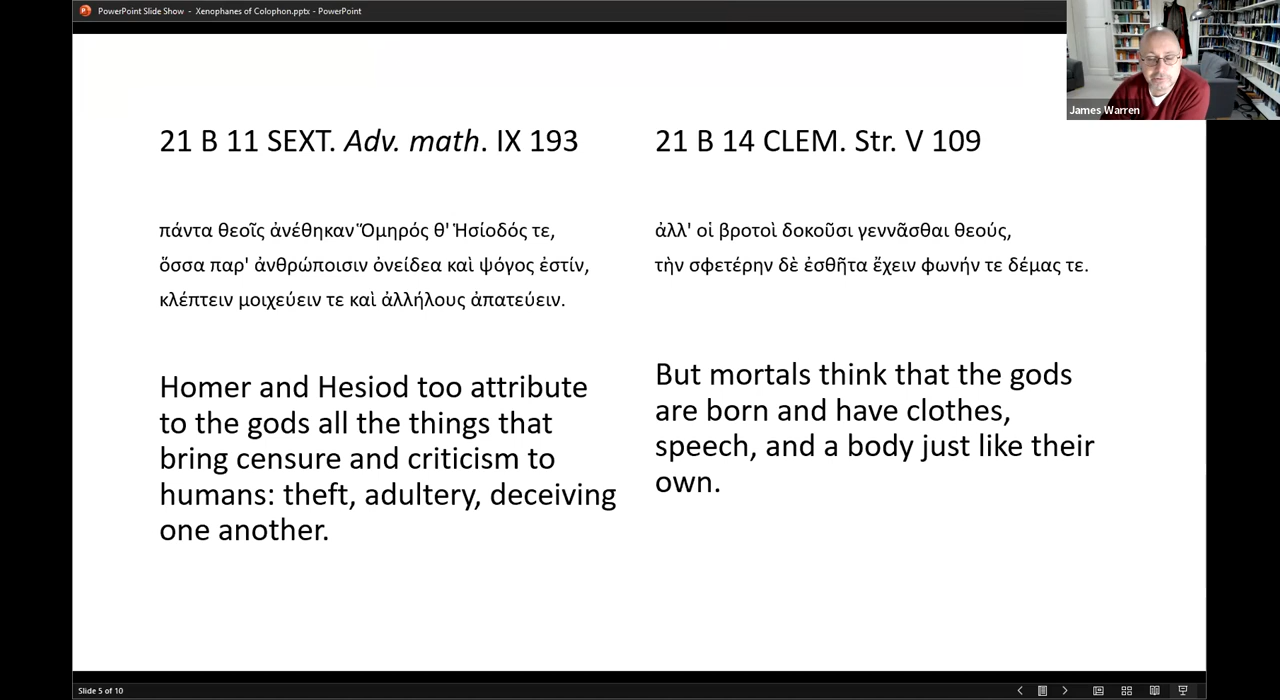 PowerPoint Slide Show - Xenophanes of Colophon.pptx - PowerPoint
James Warren
21 B 11 SEXT. Adv. math. IX 193
πάντα θεοῖς ἀνέθηκαν Ὅμηρός θ' Ἡσίοδός τε,
ὅσσα παρ' ἀνθρώποισιν ὀνείδεα καὶ ψόγος ἐστίν,
κλέπτειν μοιχεύειν τε καὶ ἀλλήλους ἀπατεύειν.
Homer and Hesiod too attribute
to the gods all the things that
bring censure and criticism to
humans: theft, adultery, deceiving
one another.
21 B 14 CLEM. Str. V 109
ἀλλ' οἱ βροτοὶ δοκοῦσι γεννᾶσθαι θεούς,
τὴν σφετέρην δὲ ἐσθῆτα ἔχειν φωνήν τε δέμας τε.
But mortals think that the gods
are born and have clothes,
speech, and a body just like their
own.
Slide 5 of 10